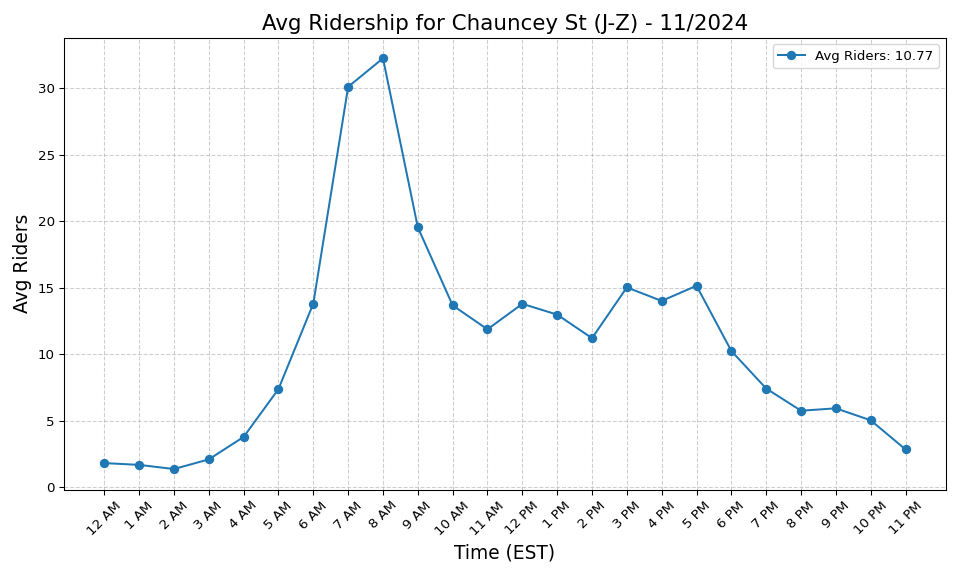 Avg Ridership for Chauncey St (J-Z) - 11/2024
Avg Riders: 10.77
Avg Riders
30
25
20
15
10
5
0
12 AM
1 AM
2 AM
3 AM
4 AM
5 AM
6 AM
7 AM
8 AM
9 AM
10 AM
11 AM
12 PM
1 PM
2 PM
3 PM
4 PM
5 PM
6 PM
7 PM
8 PM
9 PM
10 PM
11 PM
Time (EST)